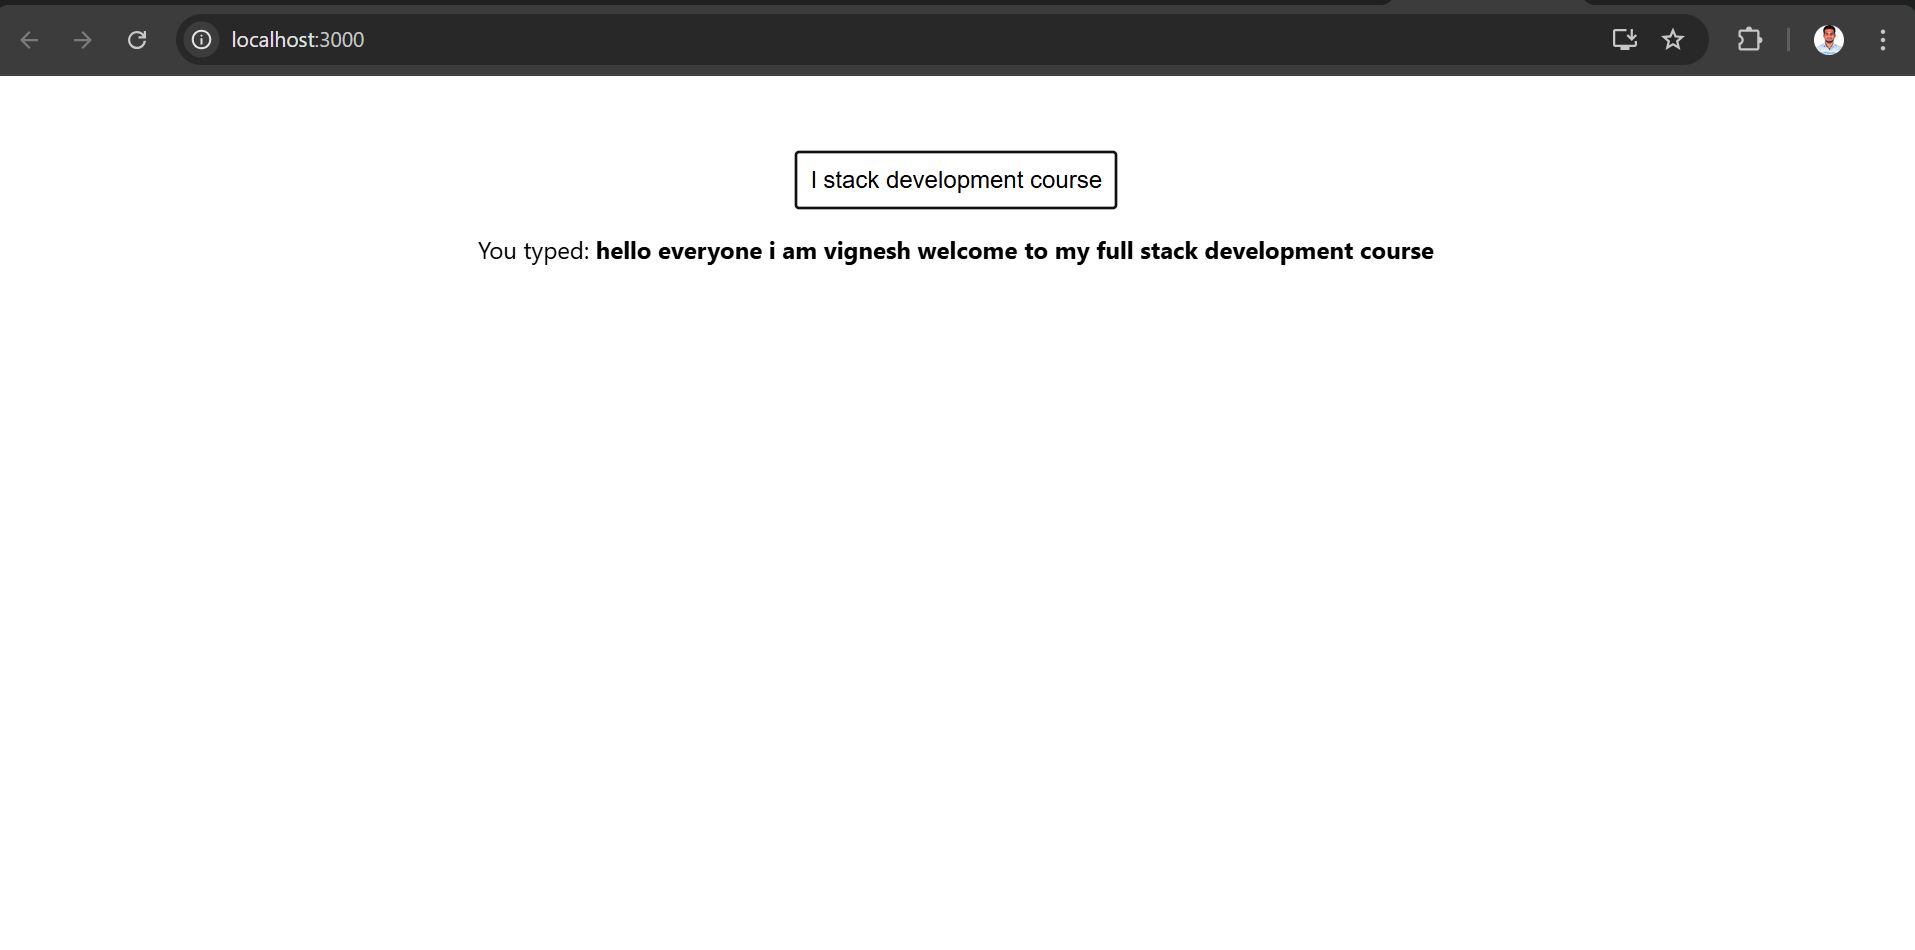 localhost:3000
l stack development course
You typed: hello everyone i am vignesh welcome to my full stack development course